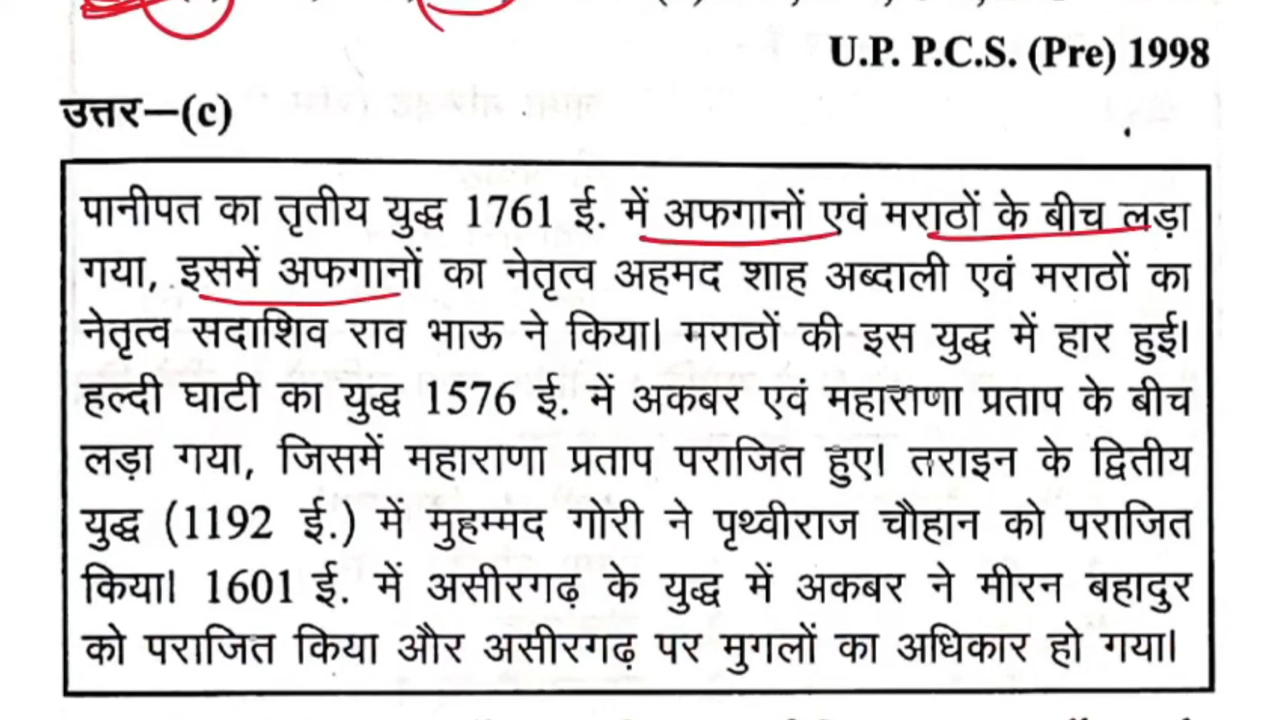 U.P. P.C.S. (Pre) 1998
उत्तर–(c)
पानीपत का तृतीय युद्ध 1761 ई. में अफगानों एवं मराठों के बीच लड़ा
गया, इसमें अफगानों का नेतृत्व अहमद शाह अब्दाली एवं मराठों का
नेतृत्व सदाशिव राव भाऊ ने किया। मराठों की इस युद्ध में हार हुई।
हल्दी घाटी का युद्ध 1576 ई. में अकबर एवं महाराणा प्रताप के बीच
लड़ा गया, जिसमें महाराणा प्रताप पराजित हुए। तराइन के द्वितीय
युद्ध (1192 ई.) में मुहम्मद गोरी ने पृथ्वीराज चौहान को पराजित
किया। 1601 ई. में असीरगढ़ के युद्ध में अकबर ने मीरन बहादुर
को पराजित किया और असीरगढ़ पर मुगलों का अधिकार हो गया।